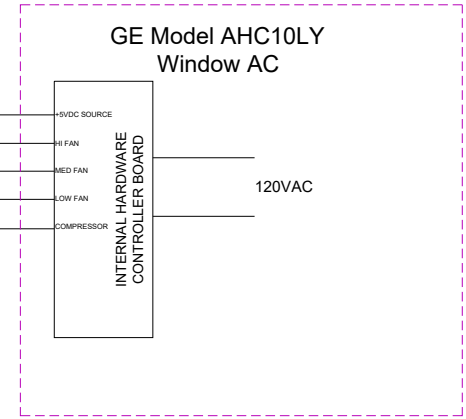 GE Model AHC10LY
Window AC
+5VDC SOURCE
HI FAN
MED FAN
LOW FAN
COMPRESSOR
INTERNAL HARDWARE
CONTROLLER BOARD
120VAC